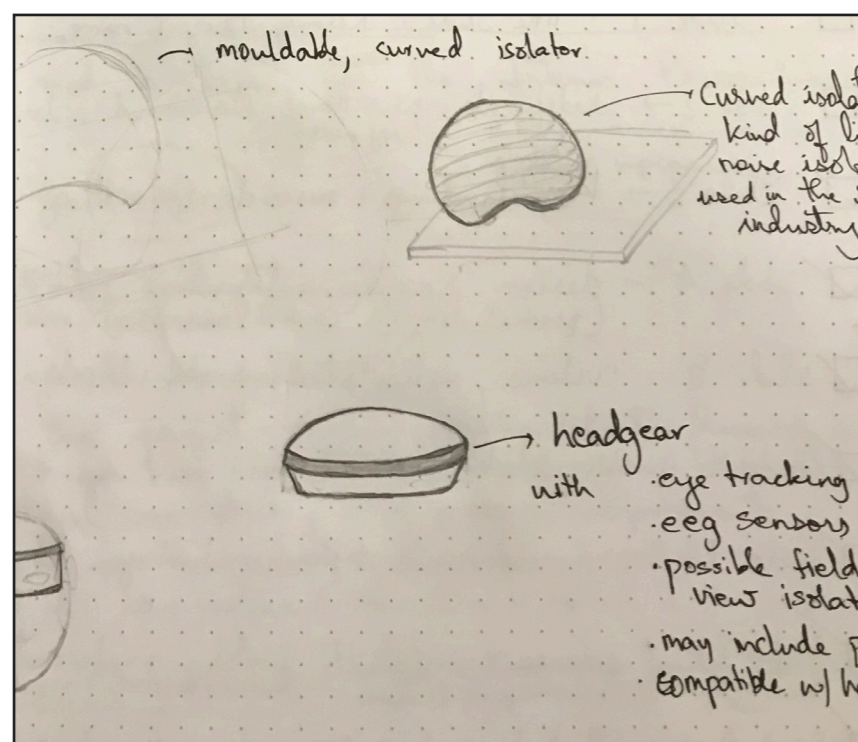 mouldable, curved isolator
Curved isola
kind of li
noise isol
used in the
industry
headgear
with
·eye tracking
·eeg sensors
·possible field
view isolat
·may include p
·compatible w/ h